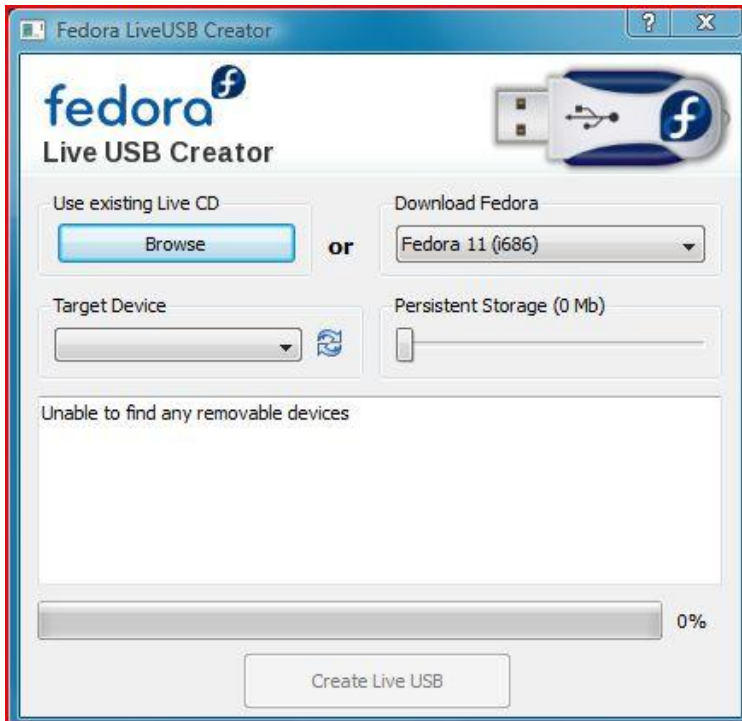 Fedora LiveUSB Creator
fedora
Live USB Creator
Use existing Live CD
Browse
or
Download Fedora
Fedora 11 (i686)
Target Device
Persistent Storage (0 Mb)
Unable to find any removable devices
0%
Create Live USB